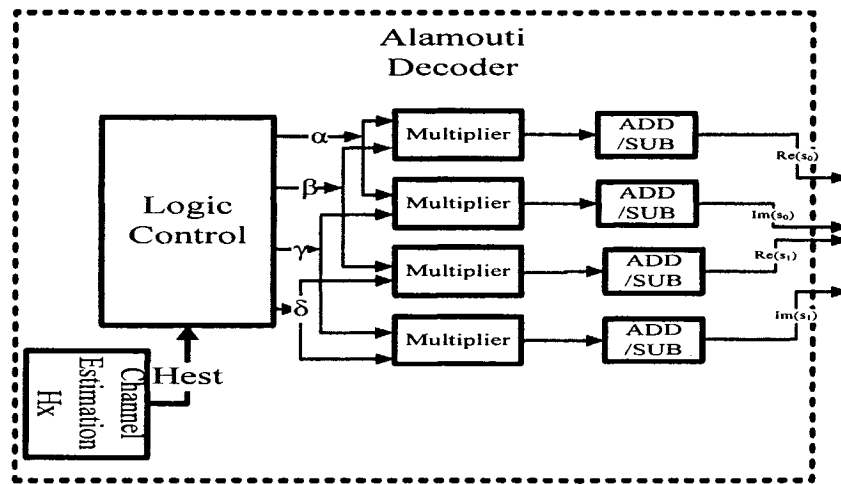 Alamouti
Decoder
Logic
Control
α
β
γ
δ
Multiplier
ADD
/SUB
Re(s₀)
Multiplier
ADD
/SUB
Im(s₀)
Multiplier
ADD
/SUB
Re(s₁)
Multiplier
ADD
/SUB
Im(s₁)
Hest
Channel
Estimation
Hx